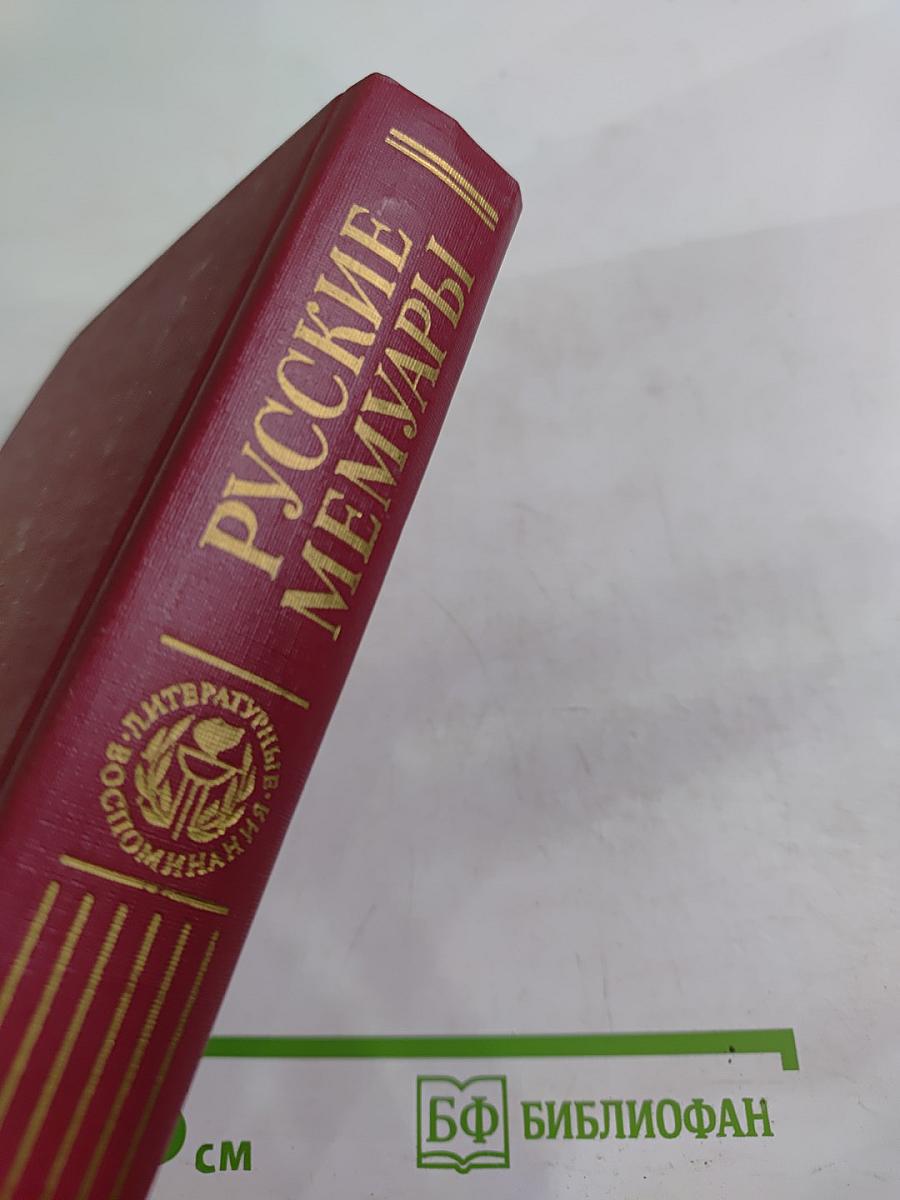 РУССКИЕ
МЕМУАРЫ
ЛИТЕРАТУРНЫЕ · ВОСПОМИНАНИЯ ·
см
БФ БИБЛИОФАН